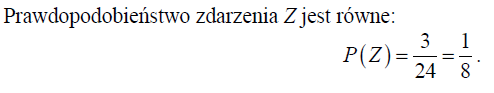 Prawdopodobieństwo zdarzenia Z jest równe:
P(Z) = 3/24 = 1/8.